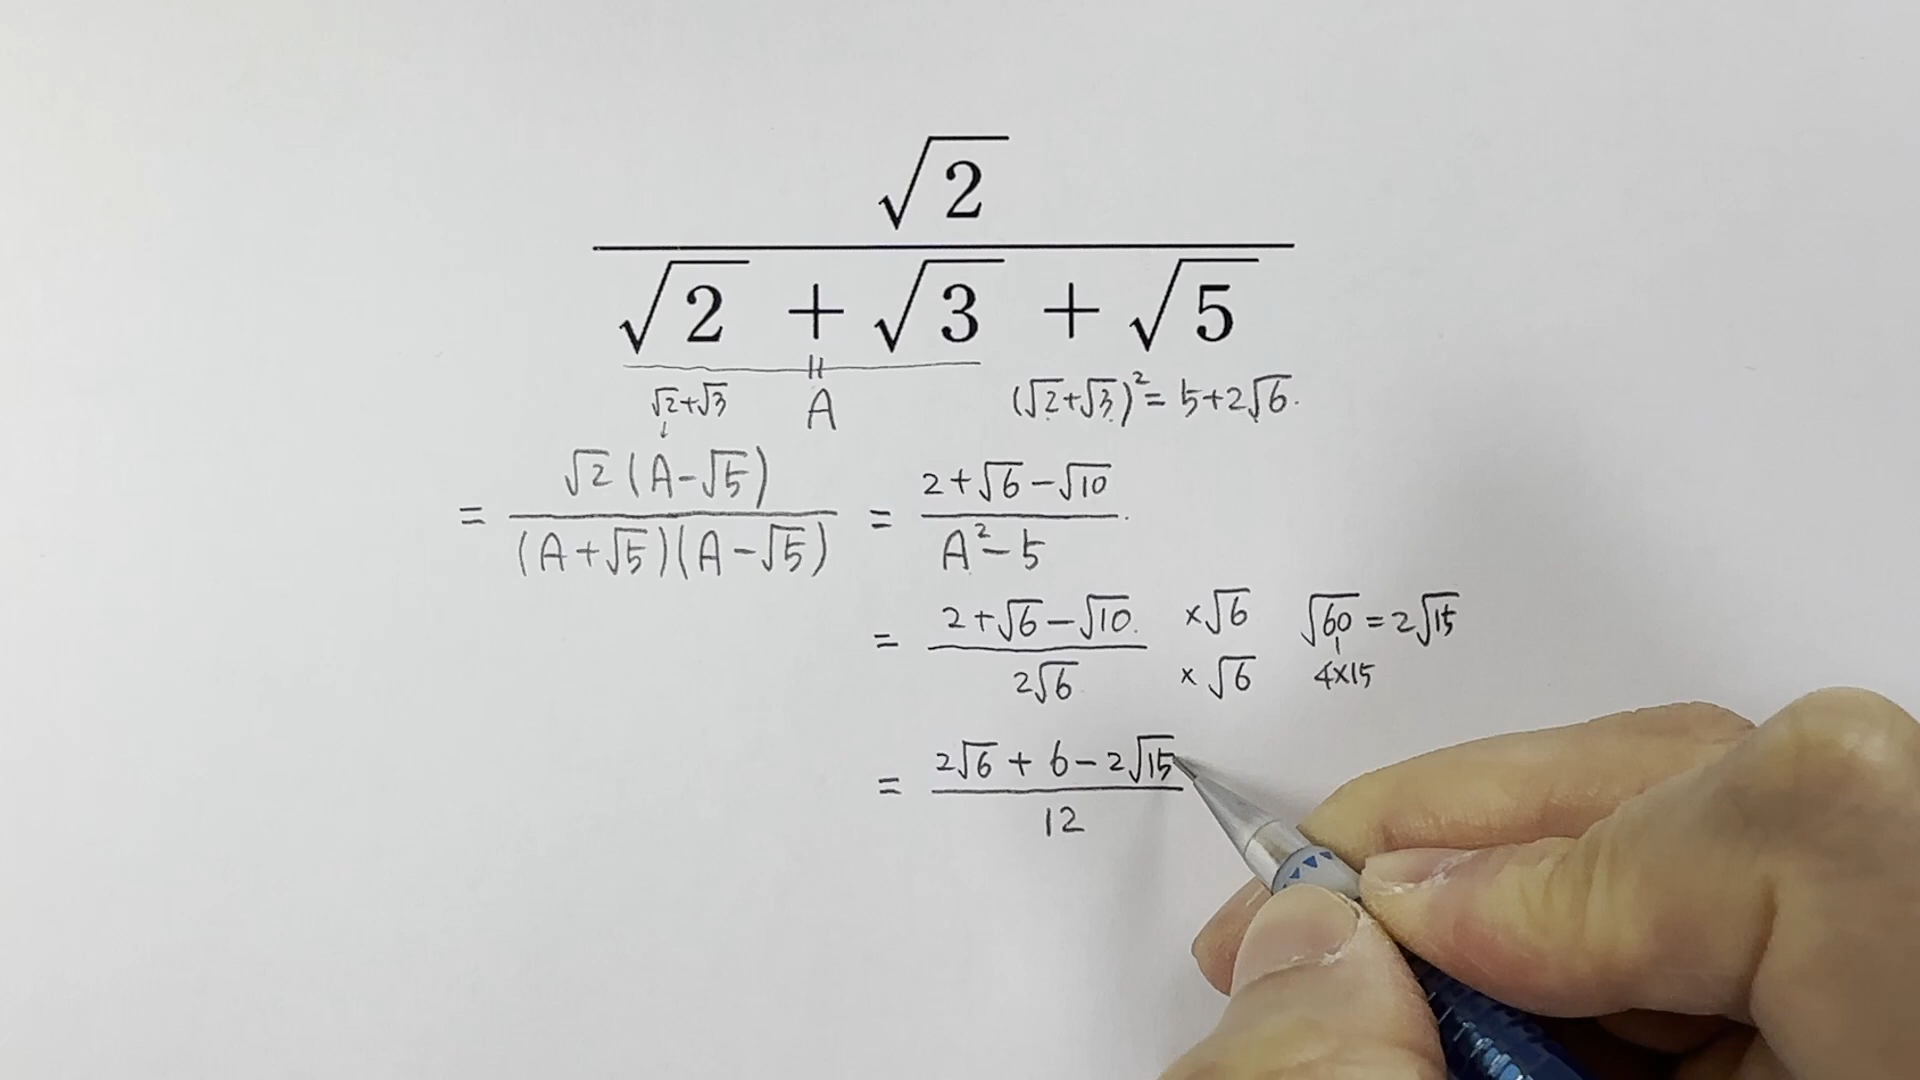 √2
√2 + √3 + √5
√2+√3
↓
= A
(√2+√3)² = 5+2√6.
= √2(A-√5) / (A+√5)(A-√5) = 2+√6-√10 / A²-5
= 2+√6-√10 / 2√6 ×√6 / ×√6 √60 = 2√15
4×15
= 2√6 + 6 - 2√15 / 12